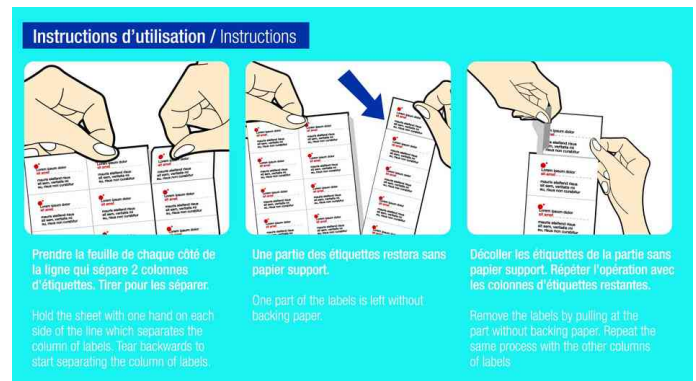 Instructions d'utilisation / Instructions
Prendre la feuille de chaque côté de
la ligne qui sépare 2 colonnes
d'étiquettes. Tirer pour les séparer.
Hold the sheet with one hand on each
side of the line which separates the
column of labels. Tear backwards to
start separating the column of labels.
Une partie des étiquettes restera sans
papier support.
One part of the labels is left without
backing paper.
Décoller les étiquettes de la partie sans
papier support. Répéter l'opération avec
les colonnes d'étiquettes restantes.
Remove the labels by pulling at the
part without backing paper. Repeat the
same process with the other columns
of labels